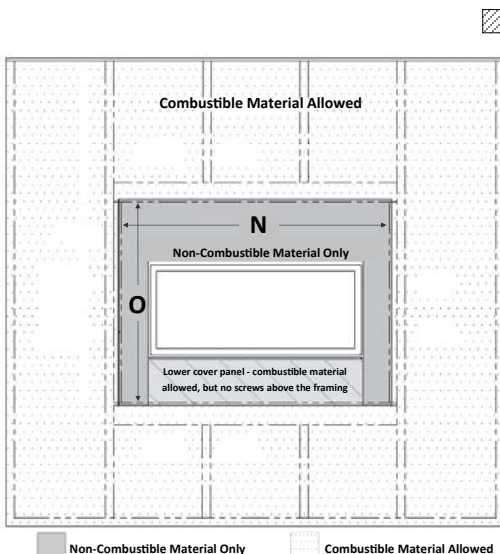 Combustible Material Allowed
N
Non-Combustible Material Only
O
Lower cover panel - combustible material
allowed, but no screws above the framing
Non-Combustible Material Only
Combustible Material Allowed